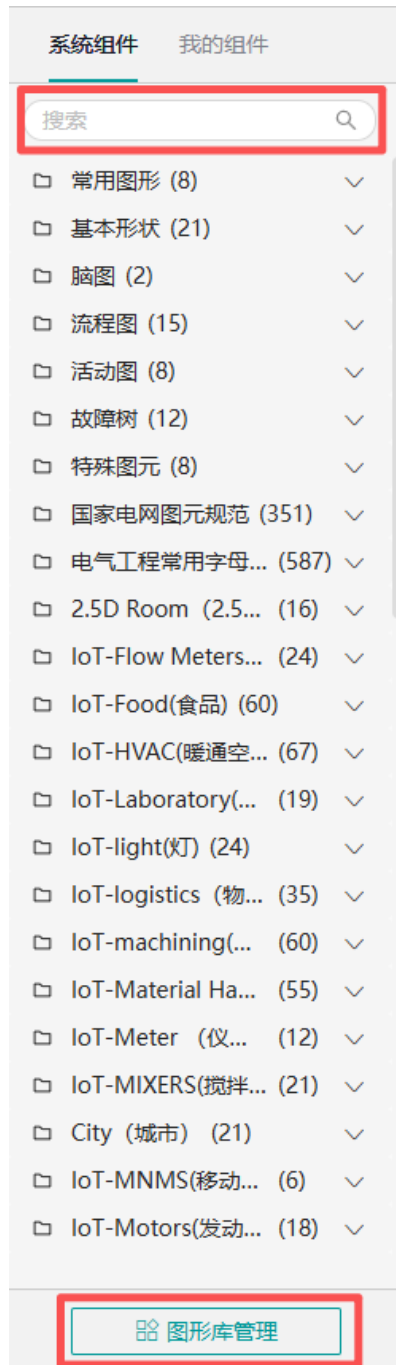 系统组件 我的组件
搜索
常用图形 (8)
基本形状 (21)
脑图 (2)
流程图 (15)
活动图 (8)
故障树 (12)
特殊图元 (8)
国家电网图元规范 (351)
电气工程常用字母... (587)
2.5D Room（2.5... (16)
IoT-Flow Meters... (24)
IoT-Food(食品) (60)
IoT-HVAC(暖通空... (67)
IoT-Laboratory(... (19)
IoT-light(灯) (24)
IoT-logistics（物... (35)
IoT-machining(... (60)
IoT-Material Ha... (55)
IoT-Meter （仪... (12)
IoT-MIXERS(搅拌... (21)
City（城市） (21)
IoT-MNMS(移动... (6)
IoT-Motors(发动... (18)
图形库管理